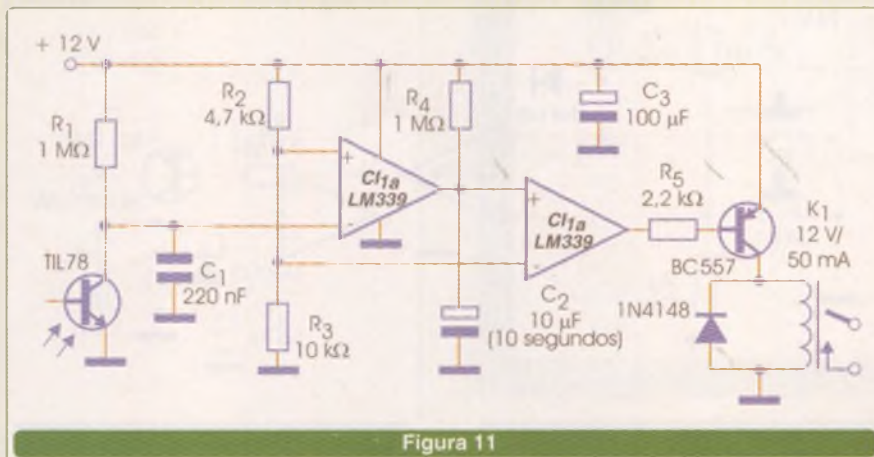 + 12 V
R1
1 MΩ
R2
4,7 kΩ
R4
1 MΩ
C3
100 µF
+
-
CI1a
LM339
+
-
CI1a
LM339
R5
2,2 kΩ
K1
12 V/
50 mA
TIL78
C1
220 nF
R3
10 kΩ
C2
10 µF
(10 segundos)
BC557
1N4148
Figura 11